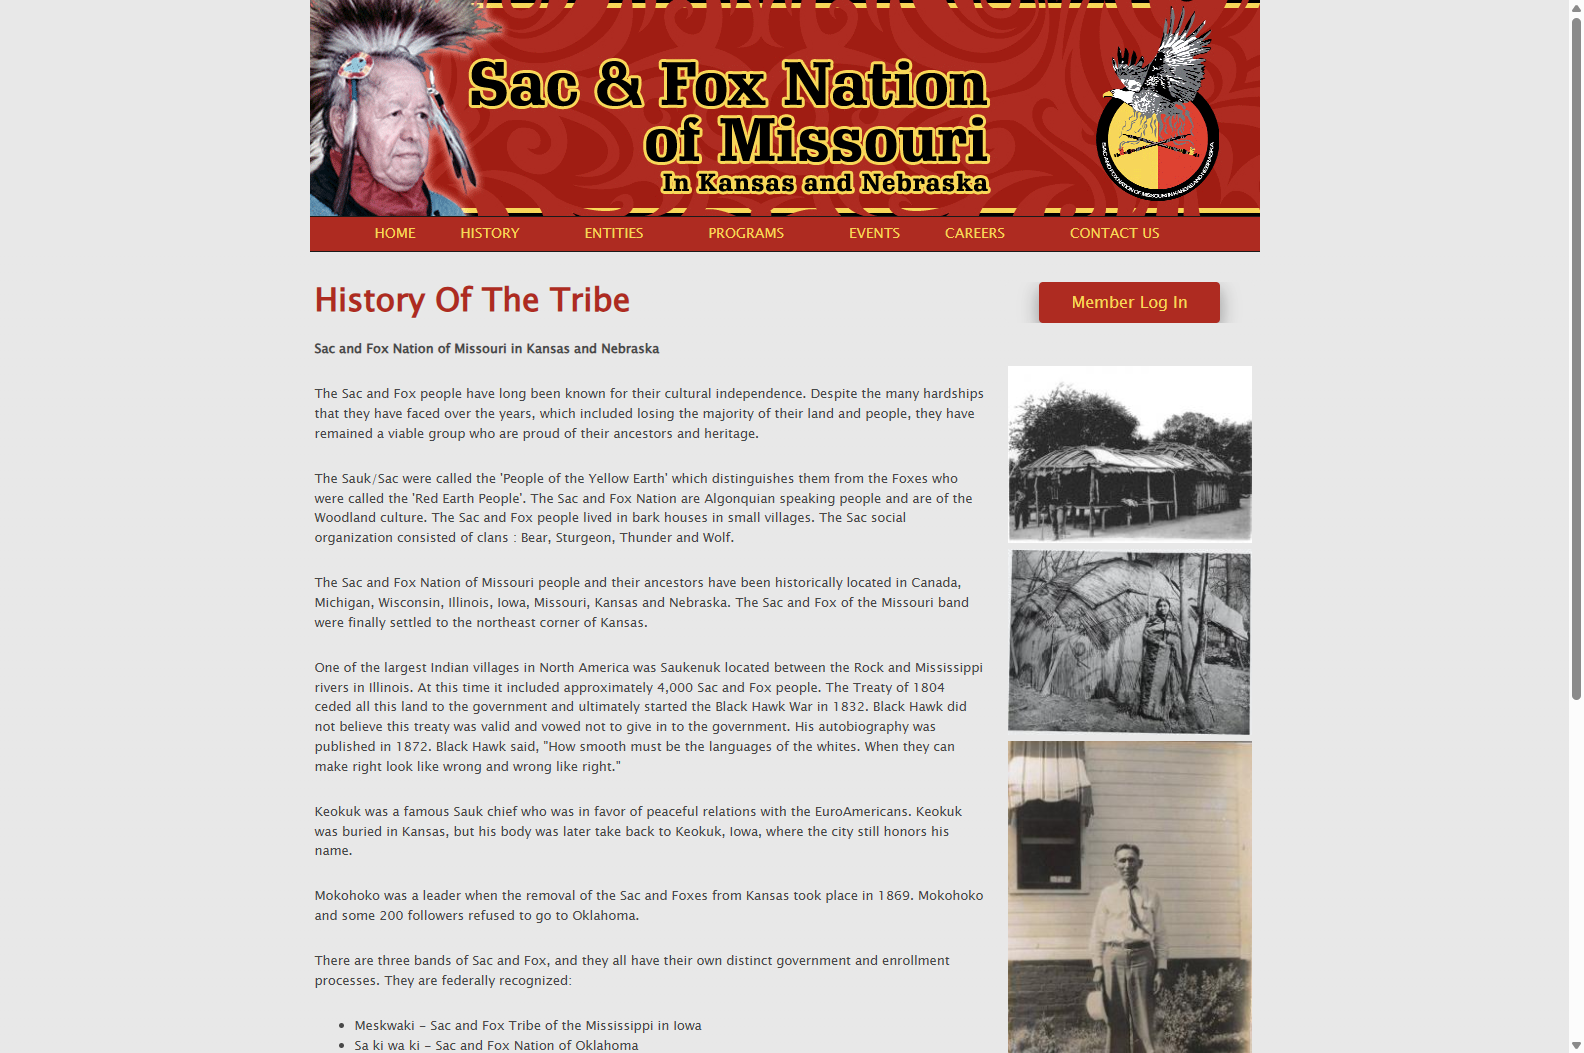 Sac & Fox Nation
of Missouri
In Kansas and Nebraska
SAC AND FOX NATION OF MISSOURI IN KANSAS AND NEBRASKA
HOME HISTORY ENTITIES PROGRAMS EVENTS CAREERS CONTACT US
History Of The Tribe
Member Log In
Sac and Fox Nation of Missouri in Kansas and Nebraska
The Sac and Fox people have long been known for their cultural independence. Despite the many hardships
that they have faced over the years, which included losing the majority of their land and people, they have
remained a viable group who are proud of their ancestors and heritage.
The Sauk/Sac were called the 'People of the Yellow Earth' which distinguishes them from the Foxes who
were called the 'Red Earth People'. The Sac and Fox Nation are Algonquian speaking people and are of the
Woodland culture. The Sac and Fox people lived in bark houses in small villages. The Sac social
organization consisted of clans : Bear, Sturgeon, Thunder and Wolf.
The Sac and Fox Nation of Missouri people and their ancestors have been historically located in Canada,
Michigan, Wisconsin, Illinois, Iowa, Missouri, Kansas and Nebraska. The Sac and Fox of the Missouri band
were finally settled to the northeast corner of Kansas.
One of the largest Indian villages in North America was Saukenuk located between the Rock and Mississippi
rivers in Illinois. At this time it included approximately 4,000 Sac and Fox people. The Treaty of 1804
ceded all this land to the government and ultimately started the Black Hawk War in 1832. Black Hawk did
not believe this treaty was valid and vowed not to give in to the government. His autobiography was
published in 1872. Black Hawk said, "How smooth must be the languages of the whites. When they can
make right look like wrong and wrong like right."
Keokuk was a famous Sauk chief who was in favor of peaceful relations with the EuroAmericans. Keokuk
was buried in Kansas, but his body was later take back to Keokuk, Iowa, where the city still honors his
name.
Mokohoko was a leader when the removal of the Sac and Foxes from Kansas took place in 1869. Mokohoko
and some 200 followers refused to go to Oklahoma.
There are three bands of Sac and Fox, and they all have their own distinct government and enrollment
processes. They are federally recognized:
• Meskwaki – Sac and Fox Tribe of the Mississippi in Iowa
• Sa ki wa ki – Sac and Fox Nation of Oklahoma